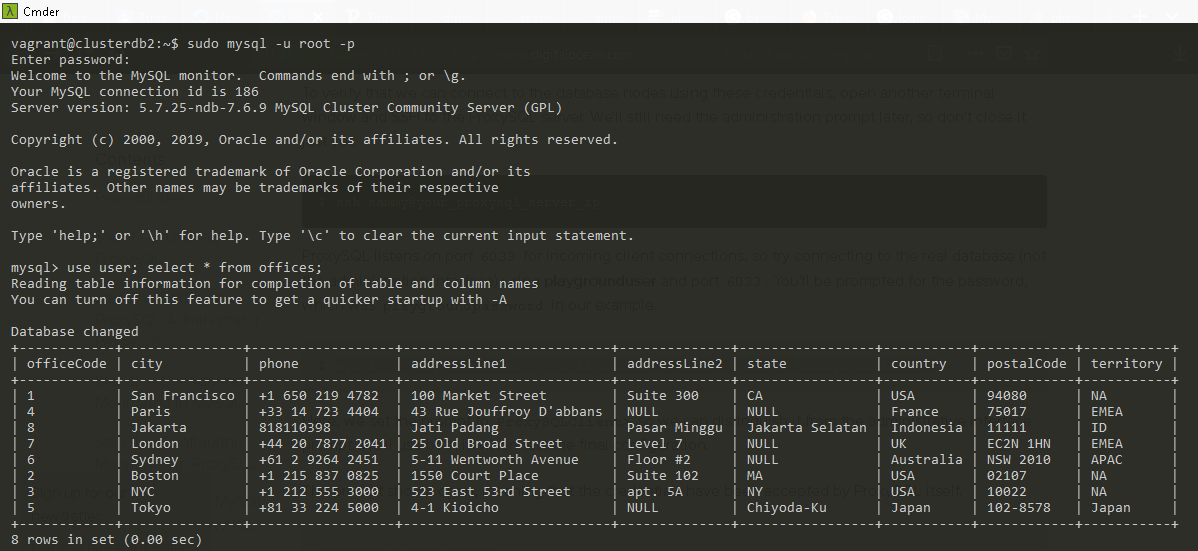 Cmder
vagrant@clusterdb2:~$ sudo mysql -u root -p
Enter password:
Welcome to the MySQL monitor.  Commands end with ; or \g.
Your MySQL connection id is 186
Server version: 5.7.25-ndb-7.6.9 MySQL Cluster Community Server (GPL)
Copyright (c) 2000, 2019, Oracle and/or its affiliates. All rights reserved.
Oracle is a registered trademark of Oracle Corporation and/or its
affiliates. Other names may be trademarks of their respective
owners.
Type 'help;' or '\h' for help. Type '\c' to clear the current input statement.
mysql> use user; select * from offices;
Reading table information for completion of table and column names
You can turn off this feature to get a quicker startup with -A
Database changed
+------------+---------------+------------------+--------------------------+--------------+-----------------+-----------+------------+-----------+
| officeCode | city          | phone            | addressLine1             | addressLine2 | state           | country   | postalCode | territory |
+------------+---------------+------------------+--------------------------+--------------+-----------------+-----------+------------+-----------+
| 1          | San Francisco | +1 650 219 4782  | 100 Market Street        | Suite 300    | CA              | USA       | 94080      | NA        |
| 4          | Paris         | +33 14 723 4404  | 43 Rue Jouffroy D'abbans | NULL         | NULL            | France    | 75017      | EMEA      |
| 8          | Jakarta       | 818110398        | Jati Padang              | Pasar Minggu | Jakarta Selatan | Indonesia | 11111      | ID        |
| 7          | London        | +44 20 7877 2041 | 25 Old Broad Street      | Level 7      | NULL            | UK        | EC2N 1HN   | EMEA      |
| 6          | Sydney        | +61 2 9264 2451  | 5-11 Wentworth Avenue    | Floor #2     | NULL            | Australia | NSW 2010   | APAC      |
| 2          | Boston        | +1 215 837 0825  | 1550 Court Place         | Suite 102    | MA              | USA       | 02107      | NA        |
| 3          | NYC           | +1 212 555 3000  | 523 East 53rd Street     | apt. 5A      | NY              | USA       | 10022      | NA        |
| 5          | Tokyo         | +81 33 224 5000  | 4-1 Kioicho              | NULL         | Chiyoda-Ku      | Japan     | 102-8578   | Japan     |
+------------+---------------+------------------+--------------------------+--------------+-----------------+-----------+------------+-----------+
8 rows in set (0.00 sec)